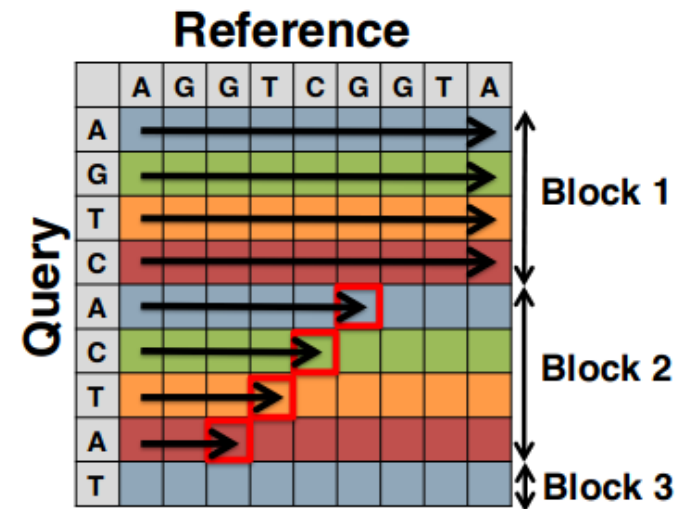 Reference
A G G T C G G T A
Query
A
G
T
C
A
C
T
A
T
Block 1
Block 2
Block 3